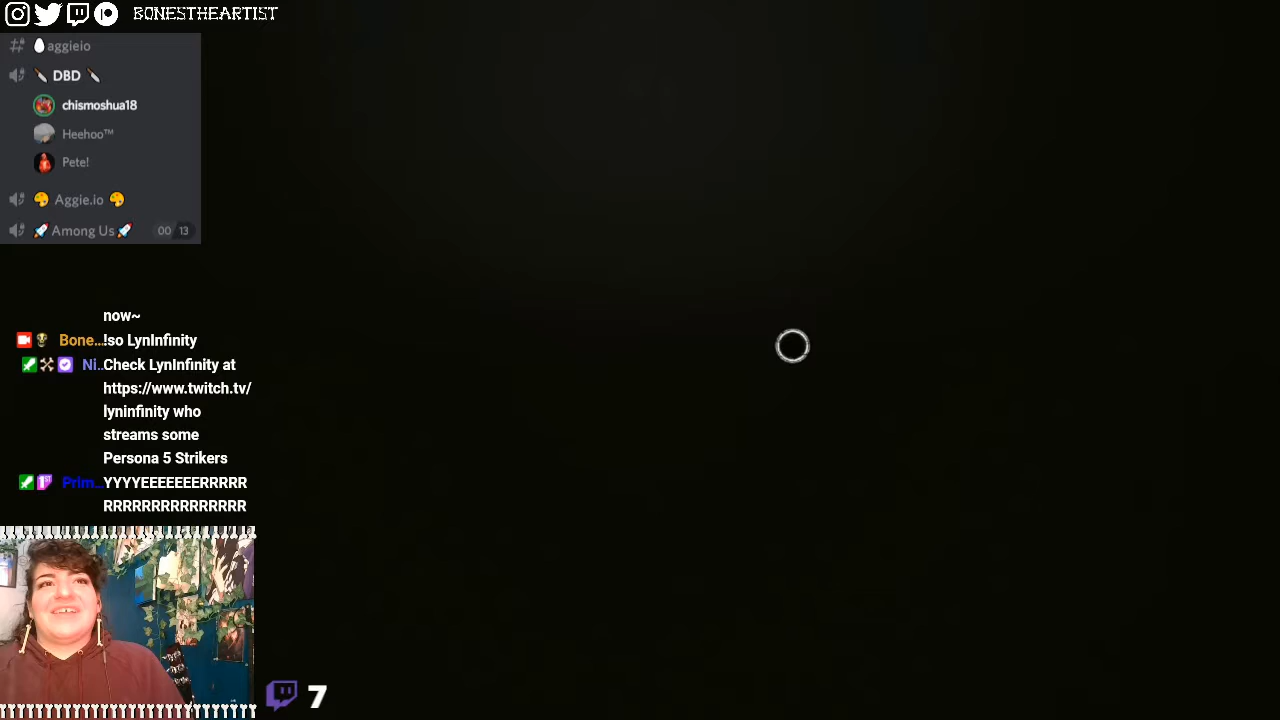 BONESTHEARTIST
aggieio
DBD
chismoshua18
Heehoo™
Pete!
Aggie.io
Among Us 00 13
now~
Bone... !so LynInfinity
Ni... Check LynInfinity at
https://www.twitch.tv/
lyninfinity who
streams some
Persona 5 Strikers
Prim... YYYYEEEEEEERRRRR
RRRRRRRRRRRRRRR
7